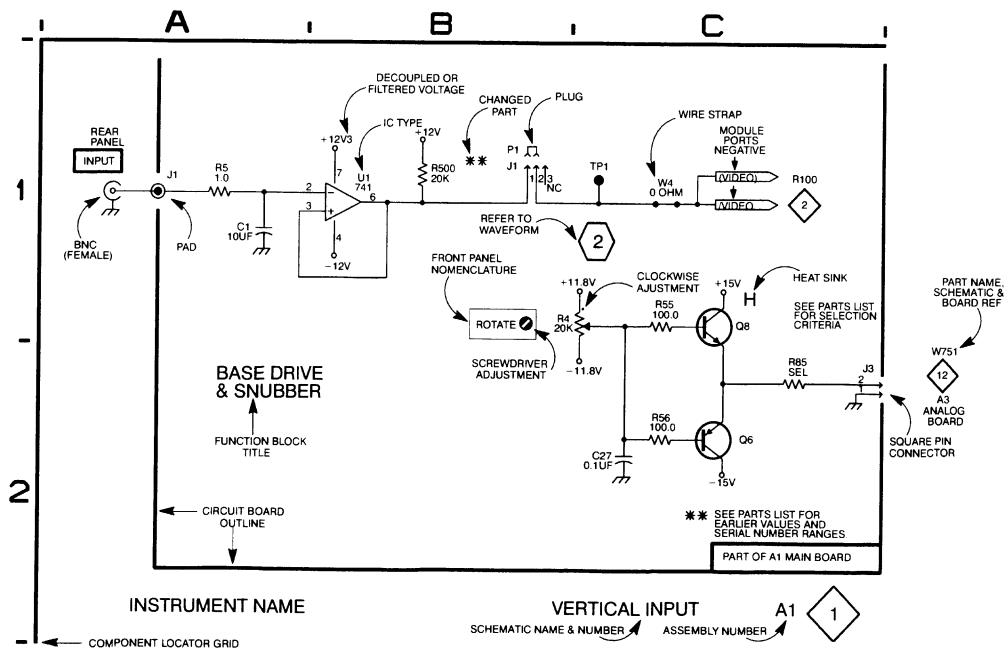 A
B
C
1
2
DECOUPLED OR
FILTERED VOLTAGE
CHANGED
PART
PLUG
IC TYPE
WIRE STRAP
REAR
PANEL
INPUT
+12V3
+12V
**
P1
J1
1 2 3
NC
TP1
W4
0 OHM
MODULE
PORTS
NEGATIVE
(VIDEO)
(VIDEO
R100
2
J1
R5
1.0
7
U1
741
2
3
6
4
−12V
R500
20K
C1
10UF
BNC
(FEMALE)
PAD
REFER TO
WAVEFORM
2
FRONT PANEL
NOMENCLATURE
ROTATE
SCREWDRIVER
ADJUSTMENT
+11.8V
CLOCKWISE
AJUSTMENT
R4
20K
−11.8V
R55
100.0
+15V
H
HEAT SINK
Q8
SEE PARTS LIST
FOR SELECTION
CRITERIA
PART NAME,
SCHEMATIC &
BOARD REF
W751
12
A3
ANALOG
BOARD
R85
SEL
J3
2
SQUARE PIN
CONNECTOR
BASE DRIVE
& SNUBBER
FUNCTION BLOCK
TITLE
R56
100.0
Q6
C27
0.1UF
−15V
CIRCUIT BOARD
OUTLINE
** SEE PARTS LIST FOR
EARLIER VALUES AND
SERIAL NUMBER RANGES.
PART OF A1 MAIN BOARD
INSTRUMENT NAME
VERTICAL INPUT
A1
1
SCHEMATIC NAME & NUMBER
ASSEMBLY NUMBER
COMPONENT LOCATOR GRID